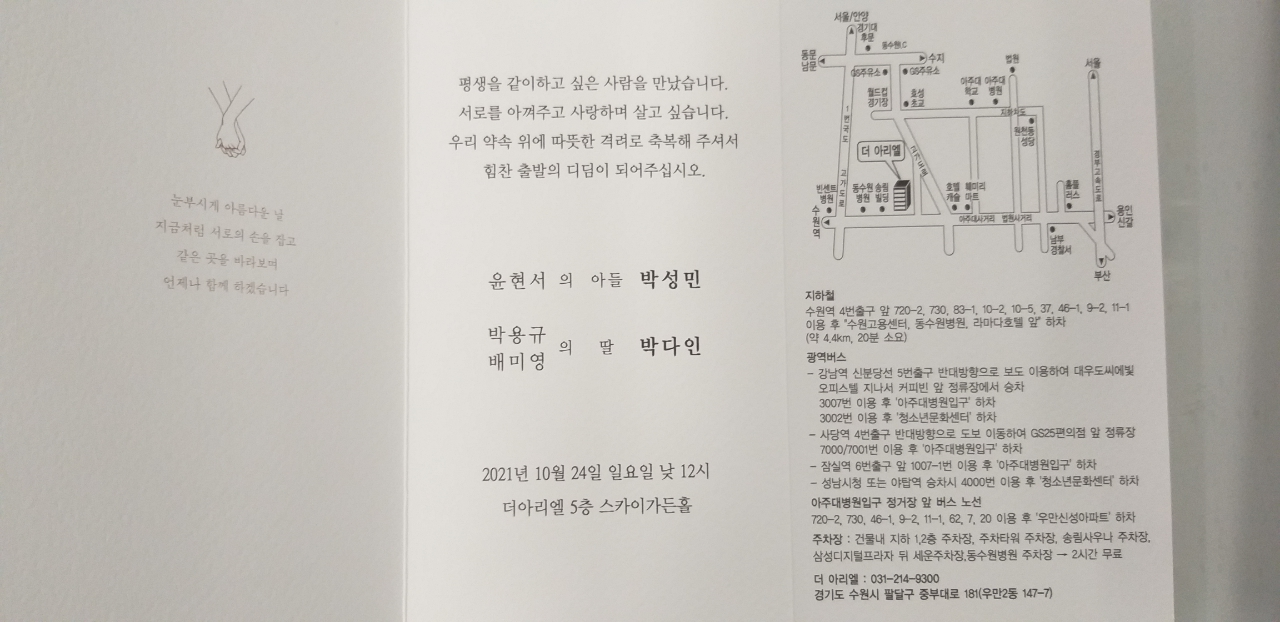 눈부시게 아름다운 날
지금처럼 서로의 손을 잡고
같은 곳을 바라보며
언제나 함께 하겠습니다
평생을 같이하고 싶은 사람을 만났습니다.
서로를 아껴주고 사랑하며 살고 싶습니다.
우리 약속 위에 따뜻한 격려로 축복해 주셔서
힘찬 출발의 디딤이 되어주십시오.
윤현서 의 아들 박성민
박용규
배미영
의 딸 박다인
2021년 10월 24일 일요일 낮 12시
더아리엘 5층 스카이가든홀
서울/안양
경기대
후문
동수원I.C
동문
남문
수지
GS주유소
GS주유소
법원
서울
월드컵
경기장
효성
초교
아주대
학교
아주대
병원
지하차도
원천동
성당
1번국도
고가도로
더 아리엘
경부고속도로
빈센트
병원
동수원
병원
송림
빌딩
호텔
캐슬
훼미리
마트
홈플
러스
수원역
아주대사거리
법원사거리
용인
신갈
남부
경찰서
부산
지하철
수원역 4번출구 앞 720-2, 730, 83-1, 10-2, 10-5, 37, 46-1, 9-2, 11-1
이용 후 "수원고용센터, 동수원병원, 라마다호텔 앞" 하차
(약 4.4km, 20분 소요)
광역버스
- 강남역 신분당선 5번출구 반대방향으로 보도 이용하여 대우도씨에빛
오피스텔 지나서 커피빈 앞 정류장에서 승차
3007번 이용 후 '아주대병원입구' 하차
3002번 이용 후 '청소년문화센터' 하차
- 사당역 4번출구 반대방향으로 도보 이동하여 GS25편의점 앞 정류장
7000/7001번 이용 후 '아주대병원입구' 하차
- 잠실역 6번출구 앞 1007-1번 이용 후 '아주대병원입구' 하차
- 성남시청 또는 야탑역 승차시 4000번 이용 후 '청소년문화센터' 하차
아주대병원입구 정거장 앞 버스 노선
720-2, 730, 46-1, 9-2, 11-1, 62, 7, 20 이용 후 '우만신성아파트' 하차
주차장 : 건물내 지하 1,2층 주차장, 주차타워 주차장, 송림사우나 주차장,
삼성디지털프라자 뒤 세운주차장,동수원병원 주차장 → 2시간 무료
더 아리엘 : 031-214-9300
경기도 수원시 팔달구 중부대로 181(우만2동 147-7)